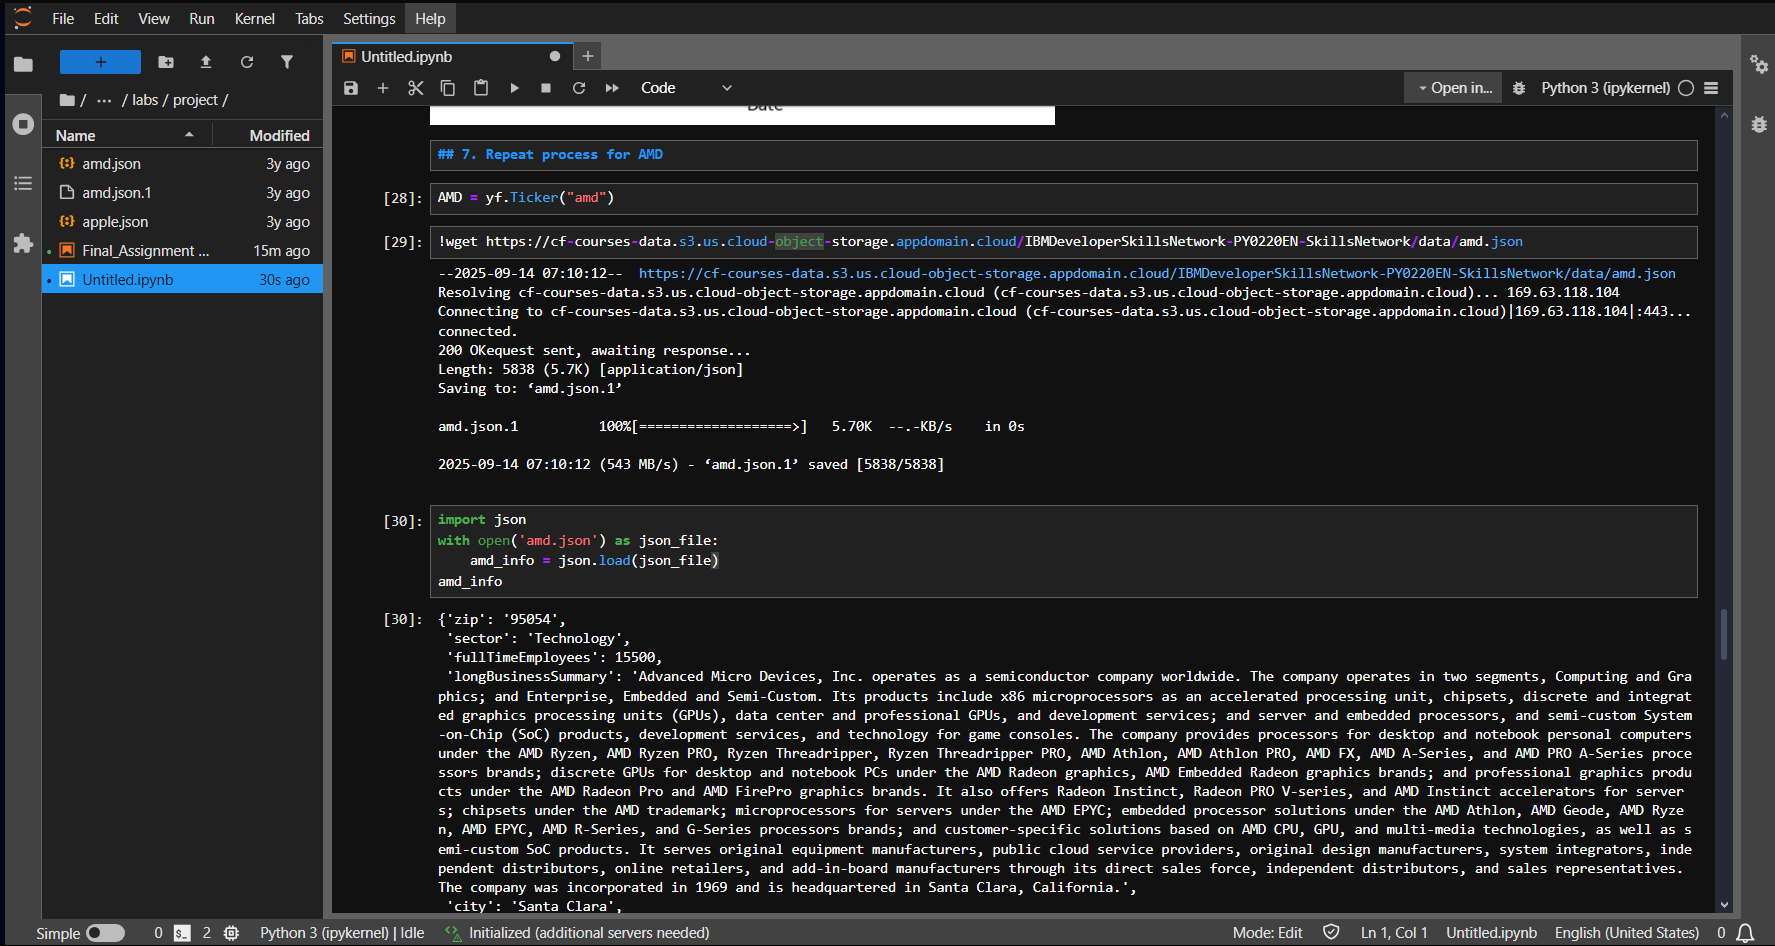 File Edit View Run Kernel Tabs Settings Help
Untitled.ipynb
Code
Open in...
Python 3 (ipykernel)
/ ... / labs / project /
Name Modified
amd.json 3y ago
amd.json.1 3y ago
apple.json 3y ago
Final_Assignment ... 15m ago
Untitled.ipynb 30s ago
Date
## 7. Repeat process for AMD
[28]: AMD = yf.Ticker("amd")
[29]: !wget https://cf-courses-data.s3.us.cloud-object-storage.appdomain.cloud/IBMDeveloperSkillsNetwork-PY0220EN-SkillsNetwork/data/amd.json
--2025-09-14 07:10:12--  https://cf-courses-data.s3.us.cloud-object-storage.appdomain.cloud/IBMDeveloperSkillsNetwork-PY0220EN-SkillsNetwork/data/amd.json
Resolving cf-courses-data.s3.us.cloud-object-storage.appdomain.cloud (cf-courses-data.s3.us.cloud-object-storage.appdomain.cloud)... 169.63.118.104
Connecting to cf-courses-data.s3.us.cloud-object-storage.appdomain.cloud (cf-courses-data.s3.us.cloud-object-storage.appdomain.cloud)|169.63.118.104|:443...
connected.
200 OKequest sent, awaiting response...
Length: 5838 (5.7K) [application/json]
Saving to: ‘amd.json.1’
amd.json.1          100%[===================>]   5.70K  --.-KB/s    in 0s
2025-09-14 07:10:12 (543 MB/s) - ‘amd.json.1’ saved [5838/5838]
[30]: import json
with open('amd.json') as json_file:
    amd_info = json.load(json_file)
amd_info
[30]: {'zip': '95054',
 'sector': 'Technology',
 'fullTimeEmployees': 15500,
 'longBusinessSummary': 'Advanced Micro Devices, Inc. operates as a semiconductor company worldwide. The company operates in two segments, Computing and Gra
phics; and Enterprise, Embedded and Semi-Custom. Its products include x86 microprocessors as an accelerated processing unit, chipsets, discrete and integrat
ed graphics processing units (GPUs), data center and professional GPUs, and development services; and server and embedded processors, and semi-custom System
-on-Chip (SoC) products, development services, and technology for game consoles. The company provides processors for desktop and notebook personal computers
under the AMD Ryzen, AMD Ryzen PRO, Ryzen Threadripper, Ryzen Threadripper PRO, AMD Athlon, AMD Athlon PRO, AMD FX, AMD A-Series, and AMD PRO A-Series proce
ssors brands; discrete GPUs for desktop and notebook PCs under the AMD Radeon graphics, AMD Embedded Radeon graphics brands; and professional graphics produ
cts under the AMD Radeon Pro and AMD FirePro graphics brands. It also offers Radeon Instinct, Radeon PRO V-series, and AMD Instinct accelerators for server
s; chipsets under the AMD trademark; microprocessors for servers under the AMD EPYC; embedded processor solutions under the AMD Athlon, AMD Geode, AMD Ryze
n, AMD EPYC, AMD R-Series, and G-Series processors brands; and customer-specific solutions based on AMD CPU, GPU, and multi-media technologies, as well as s
emi-custom SoC products. It serves original equipment manufacturers, public cloud service providers, original design manufacturers, system integrators, inde
pendent distributors, online retailers, and add-in-board manufacturers through its direct sales force, independent distributors, and sales representatives.
The company was incorporated in 1969 and is headquartered in Santa Clara, California.',
 'city': 'Santa Clara',
Simple 0 $_ 2 Python 3 (ipykernel) | Idle Initialized (additional servers needed) Mode: Edit Ln 1, Col 1 Untitled.ipynb English (United States) 0